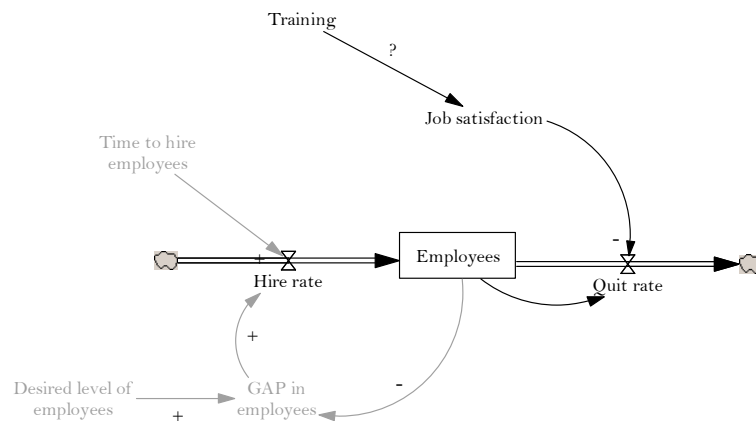 Training
?
Job satisfaction
Time to hire
employees
-
Employees
+
Hire rate
Quit rate
+
-
Desired level of
employees
GAP in
employees
+